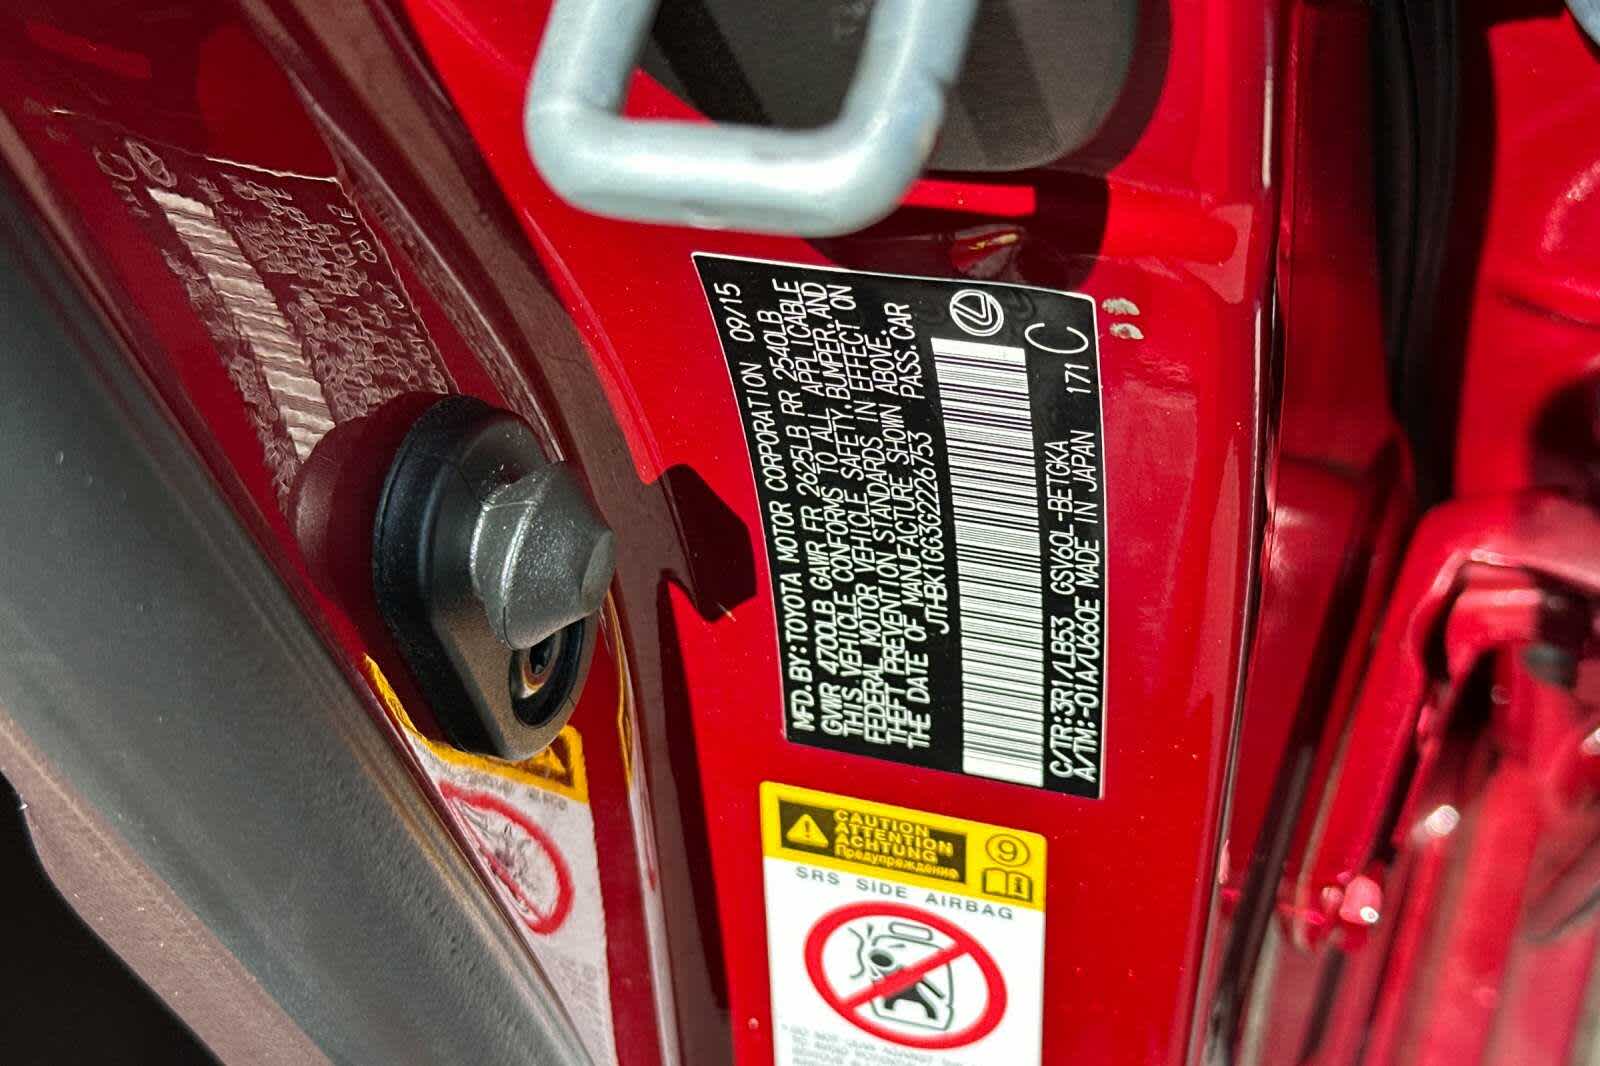 MFD. BY: TOYOTA MOTOR CORPORATION 09/15
GVWR 4700LB GAWR FR 2625LB RR 2540LB
THIS VEHICLE CONFORMS TO ALL APPLICABLE
FEDERAL MOTOR VEHICLE SAFETY, BUMPER, AND
THEFT PREVENTION STANDARDS IN EFFECT ON
THE DATE OF MANUFACTURE SHOWN ABOVE.
JTHBK1GG3G2226753 PASS. CAR
C/TR: 3R1/LB53 GSV60L-BETGKA C
A/TM: -01A/U660E MADE IN JAPAN 171
CAUTION
ATTENTION
ACHTUNG
Предупреждение
9
i
SRS SIDE AIRBAG